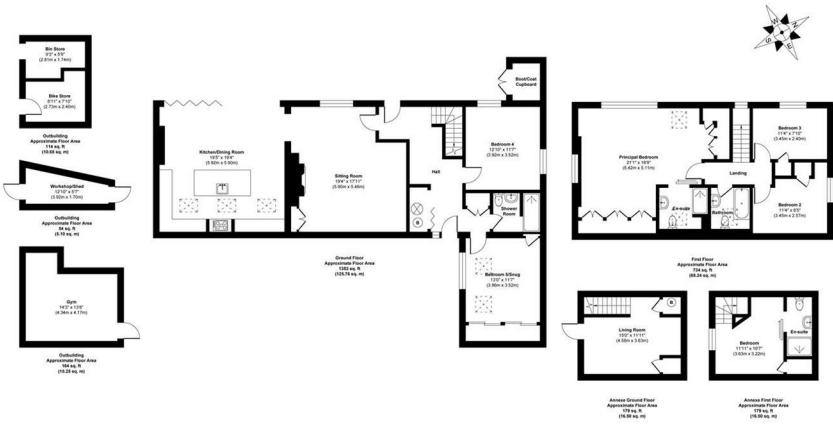 Bin Store
9'3" x 5'9"
(2.81m x 1.74m)
Bike Store
8'11" x 7'10"
(2.73m x 2.40m)
Outbuilding
Approximate Floor Area
114 sq. ft
(10.55 sq. m)
Workshop/Shed
12'10" x 5'7"
(3.92m x 1.70m)
Outbuilding
Approximate Floor Area
54 sq. ft
(5.10 sq. m)
Gym
14'3" x 13'8"
(4.34m x 4.17m)
Outbuilding
Approximate Floor Area
164 sq. ft
(15.25 sq. m)
Kitchen/Dining Room
19'5" x 19'4"
(5.92m x 5.90m)
Sitting Room
19'4" x 17'11"
(5.90m x 5.46m)
Hall
Boot/Coat
Cupboard
Bedroom 4
12'10" x 11'7"
(3.92m x 3.52m)
Shower
Room
Bedroom 5/Snug
13'0" x 11'7"
(3.96m x 3.52m)
B
Ground Floor
Approximate Floor Area
1353 sq. ft
(125.76 sq. m)
N
E
S
W
Principal Bedroom
21'1" x 16'9"
(6.42m x 5.11m)
Bedroom 3
11'4" x 7'10"
(3.45m x 2.40m)
Landing
En-suite
Bathroom
Bedroom 2
11'4" x 8'5"
(3.45m x 2.57m)
First Floor
Approximate Floor Area
734 sq. ft
(68.24 sq. m)
Living Room
15'0" x 11'11"
(4.56m x 3.63m)
B
Annexe Ground Floor
Approximate Floor Area
179 sq. ft
(16.50 sq. m)
Bedroom
11'11" x 10'7"
(3.63m x 3.22m)
En-suite
Annexe First Floor
Approximate Floor Area
179 sq. ft
(16.50 sq. m)